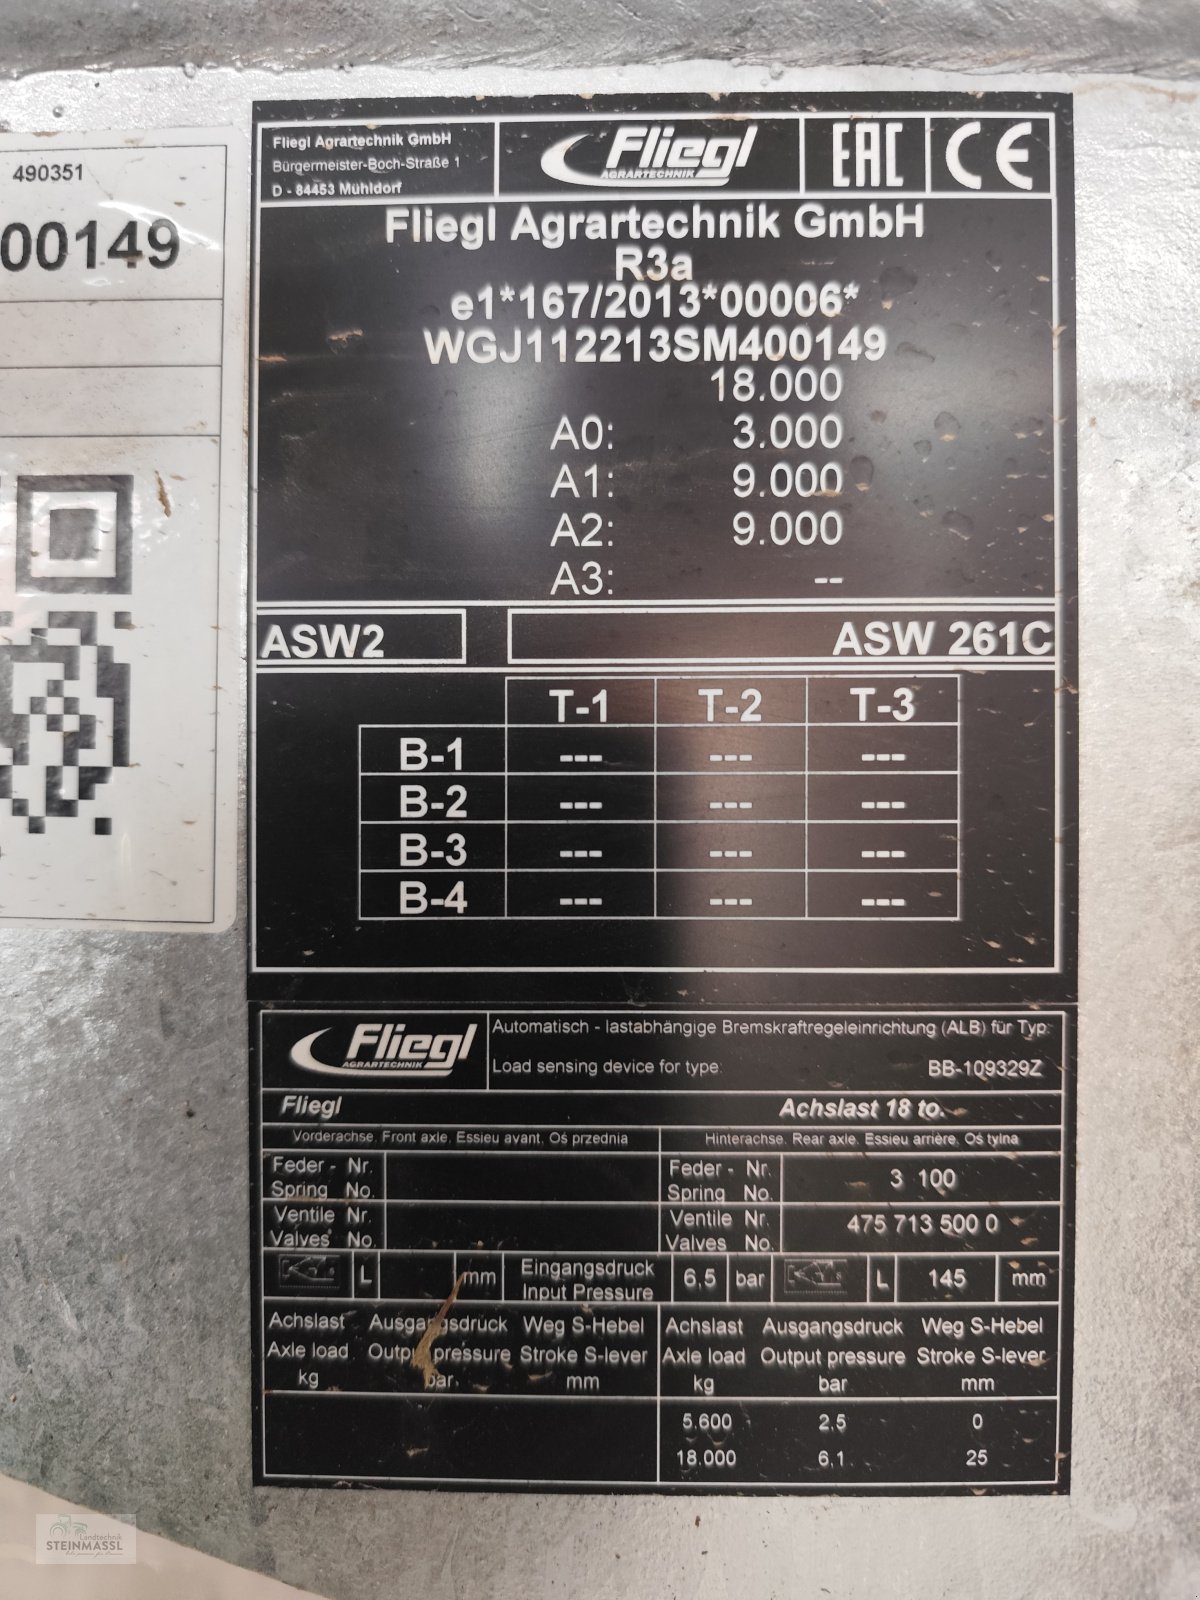 490351
00149
Fliegl Agrartechnik GmbH
Bürgermeister-Boch-Straße 1
D - 84453 Mühldorf
Fliegl
AGRARTECHNIK
EAC
CE
Fliegl Agrartechnik GmbH
R3a
e1*167/2013*00006*
WGJ112213SM400149
18.000
A0: 3.000
A1: 9.000
A2: 9.000
A3: --
ASW2 ASW 261C
T-1 T-2 T-3
B-1 --- --- ---
B-2 --- --- ---
B-3 --- --- ---
B-4 --- --- ---
Fliegl
AGRARTECHNIK
Automatisch - lastabhängige Bremskraftregeleinrichtung (ALB) für Typ:
Load sensing device for type: BB-109329Z
Fliegl Achslast 18 to.
Vorderachse. Front axle. Essieu avant. Oś przednia
Hinterachse. Rear axle. Essieu arrière. Oś tylna
Feder - Nr.
Spring No.
Feder - Nr.
Spring No.
3 100
Ventile Nr.
Valves No.
Ventile Nr.
Valves No.
475 713 500 0
L mm
Eingangsdruck
Input Pressure
6,5 bar
L 145 mm
Achslast Ausgangsdruck Weg S-Hebel
Axle load Output pressure Stroke S-lever
kg bar mm
Achslast Ausgangsdruck Weg S-Hebel
Axle load Output pressure Stroke S-lever
kg bar mm
5.600 2,5 0
18.000 6,1 25
Landtechnik
STEINMASSL